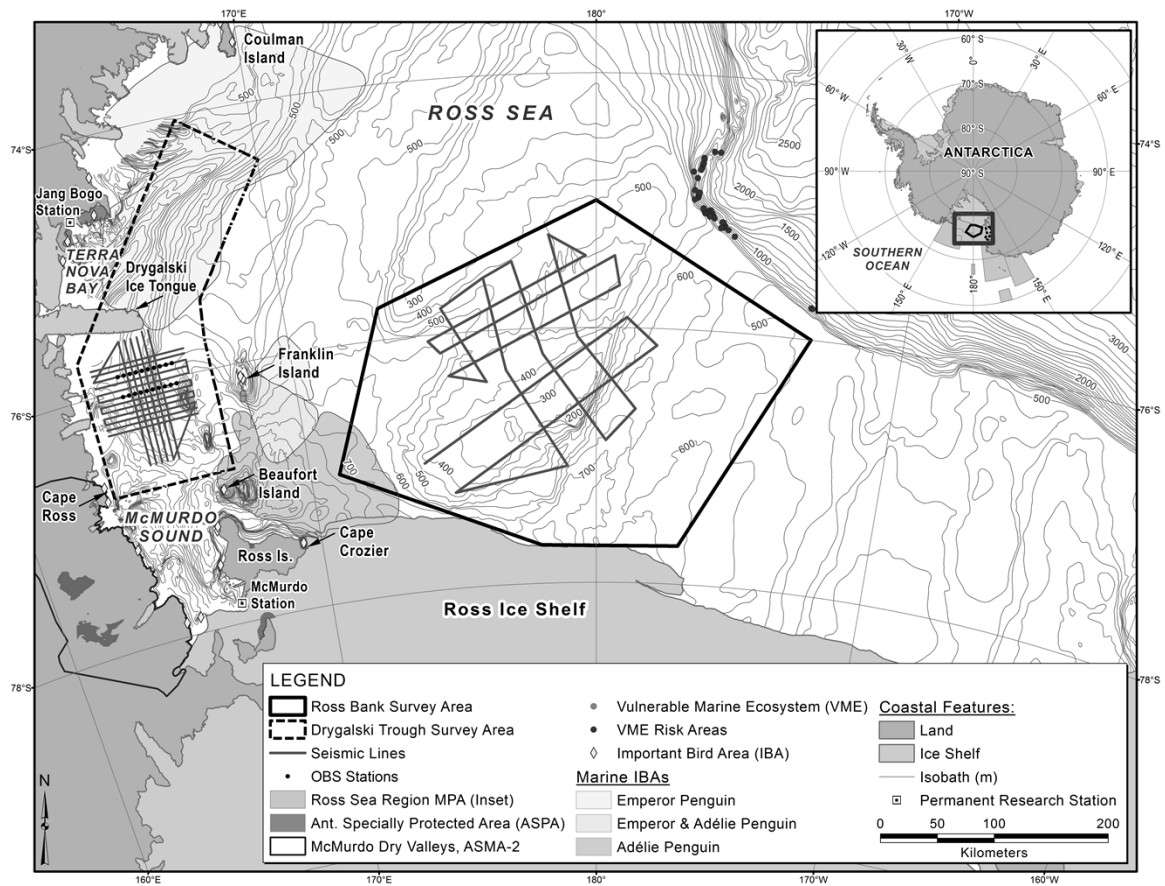 170°E
180°
170°W
Coulman
Island
ROSS SEA
500
500
500
500
500
2500
2000
1500
1000
74°S
74°S
Jang Bogo
Station
TERRA
NOVA
BAY
Drygalski
Ice Tongue
Franklin
Island
300
400
500
600
500
400
300
200
400
500
600
700
700
600
3000
2000
500
76°S
76°S
Beaufort
Island
Cape
Ross
McMURDO
SOUND
Cape
Crozier
Ross Is.
McMurdo
Station
Ross Ice Shelf
78°S
78°S
60° S
0°
30° W
30° E
70° S
60° W
60° E
80° S
ANTARCTICA
90° W
90° S
90° E
120° W
120° E
SOUTHERN
OCEAN
150° E
180°
150° E
LEGEND
Ross Bank Survey Area
Drygalski Trough Survey Area
Seismic Lines
OBS Stations
Ross Sea Region MPA (Inset)
Ant. Specially Protected Area (ASPA)
McMurdo Dry Valleys, ASMA-2
Vulnerable Marine Ecosystem (VME)
VME Risk Areas
Important Bird Area (IBA)
Marine IBAs
Emperor Penguin
Emperor & Adélie Penguin
Adélie Penguin
Coastal Features:
Land
Ice Shelf
Isobath (m)
Permanent Research Station
0 50 100 200
Kilometers
N
160°E
170°E
180°
170°W
160°W